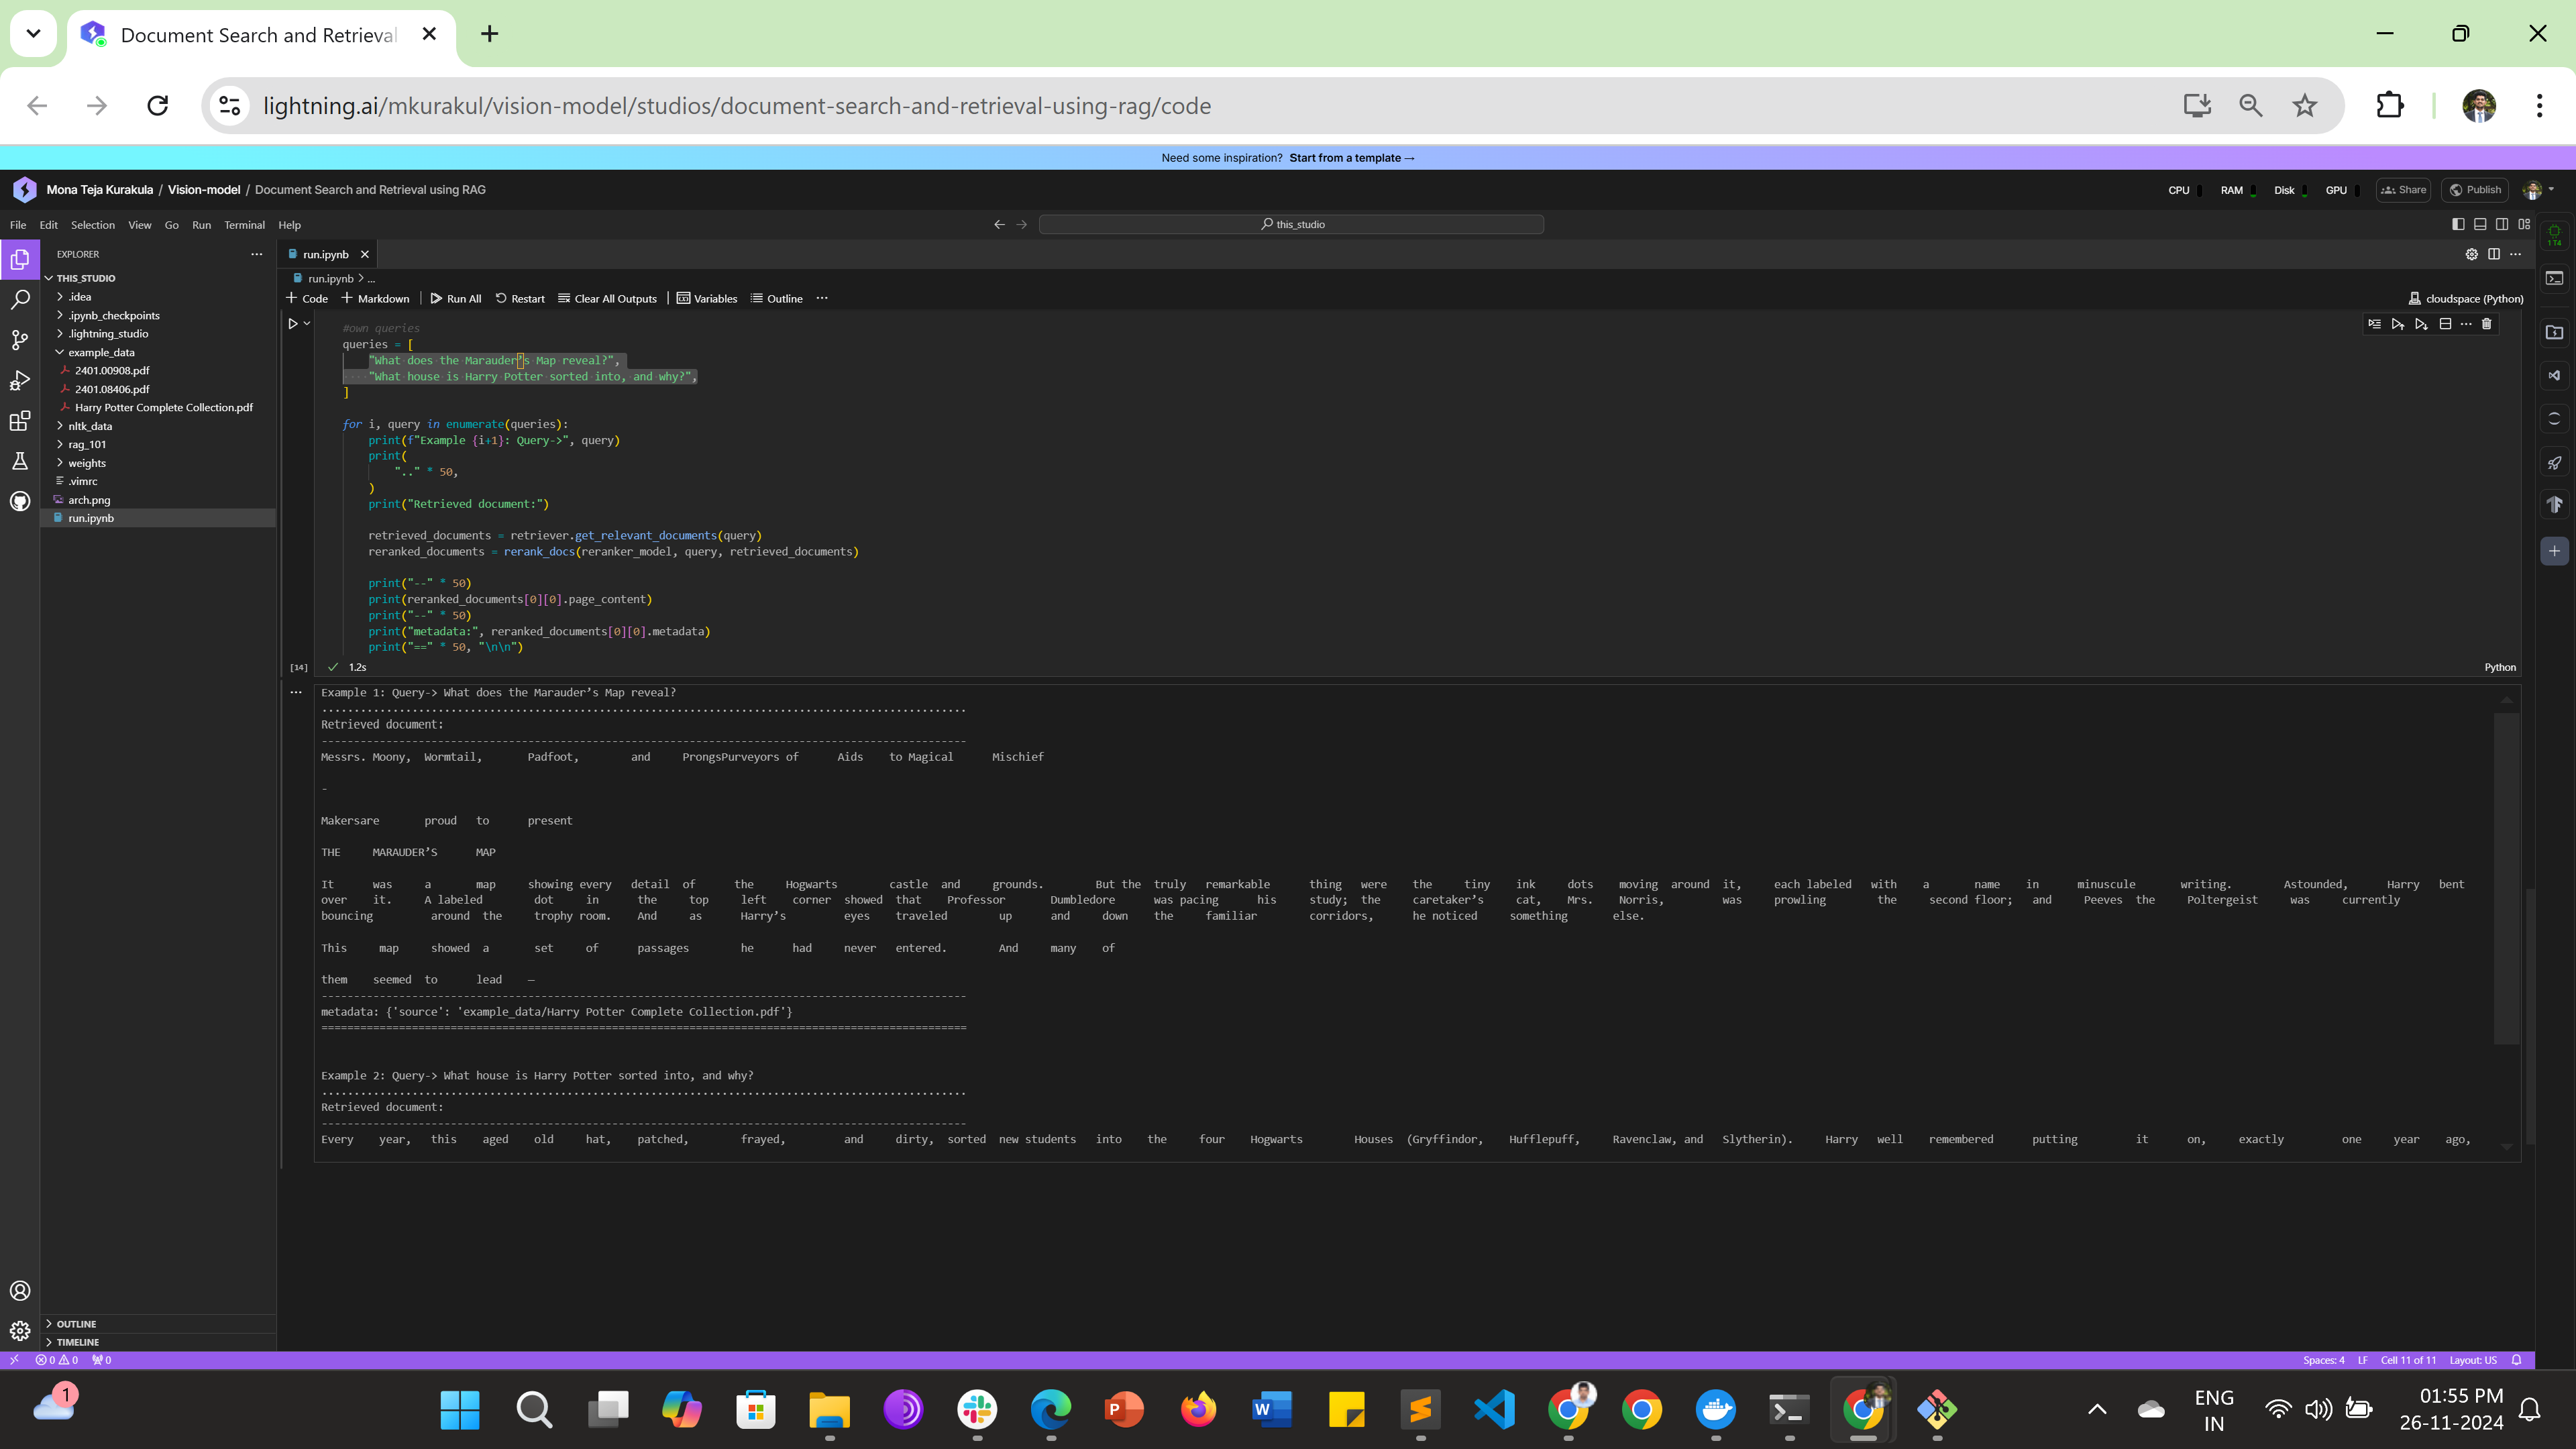 Document Search and Retrieval
lightning.ai/mkurakul/vision-model/studios/document-search-and-retrieval-using-rag/code
Need some inspiration? Start from a template →
Mona Teja Kurakula / Vision-model / Document Search and Retrieval using RAG
CPU RAM Disk GPU Share Publish
File Edit Selection View Go Run Terminal Help
this_studio
1 T4
EXPLORER
run.ipynb
THIS_STUDIO
run.ipynb > ...
.idea
+ Code + Markdown Run All Restart Clear All Outputs Variables Outline ...
cloudspace (Python)
.ipynb_checkpoints
.lightning_studio
example_data
2401.00908.pdf
2401.08406.pdf
Harry Potter Complete Collection.pdf
nltk_data
rag_101
weights
.vimrc
arch.png
run.ipynb
#own queries
queries = [
"What does the Marauder’s Map reveal?",
"What house is Harry Potter sorted into, and why?",
]
for i, query in enumerate(queries):
print(f"Example {i+1}: Query->", query)
print(
".." * 50,
)
print("Retrieved document:")
retrieved_documents = retriever.get_relevant_documents(query)
reranked_documents = rerank_docs(reranker_model, query, retrieved_documents)
print("--" * 50)
print(reranked_documents[0][0].page_content)
print("--" * 50)
print("metadata:", reranked_documents[0][0].metadata)
print("==" * 50, "\n\n")
[14] 1.2s Python
Example 1: Query-> What does the Marauder’s Map reveal?
....................................................................................................
Retrieved document:
----------------------------------------------------------------------------------------------------
Messrs. Moony, Wormtail, Padfoot, and ProngsPurveyors of Aids to Magical Mischief
-
Makersare proud to present
THE MARAUDER’S MAP
It was a map showing every detail of the Hogwarts castle and grounds. But the truly remarkable thing were the tiny ink dots moving around it, each labeled with a name in minuscule writing. Astounded, Harry bent
over it. A labeled dot in the top left corner showed that Professor Dumbledore was pacing his study; the caretaker’s cat, Mrs. Norris, was prowling the second floor; and Peeves the Poltergeist was currently
bouncing around the trophy room. And as Harry’s eyes traveled up and down the familiar corridors, he noticed something else.
This map showed a set of passages he had never entered. And many of
them seemed to lead —
----------------------------------------------------------------------------------------------------
metadata: {'source': 'example_data/Harry Potter Complete Collection.pdf'}
====================================================================================================
Example 2: Query-> What house is Harry Potter sorted into, and why?
....................................................................................................
Retrieved document:
----------------------------------------------------------------------------------------------------
Every year, this aged old hat, patched, frayed, and dirty, sorted new students into the four Hogwarts Houses (Gryffindor, Hufflepuff, Ravenclaw, and Slytherin). Harry well remembered putting it on, exactly one year ago,
OUTLINE
TIMELINE
0 0 0
Spaces: 4 LF Cell 11 of 11 Layout: US
1
ENG
IN
01:55 PM
26-11-2024